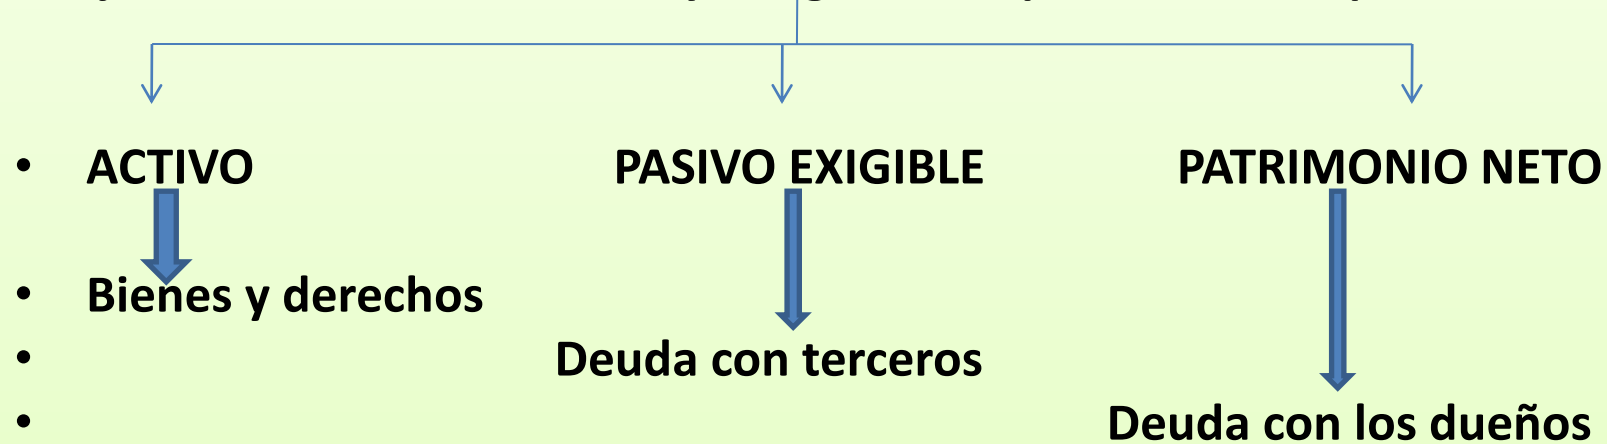 • ACTIVO PASIVO EXIGIBLE PATRIMONIO NETO
• Bienes y derechos
• Deuda con terceros
• Deuda con los dueños